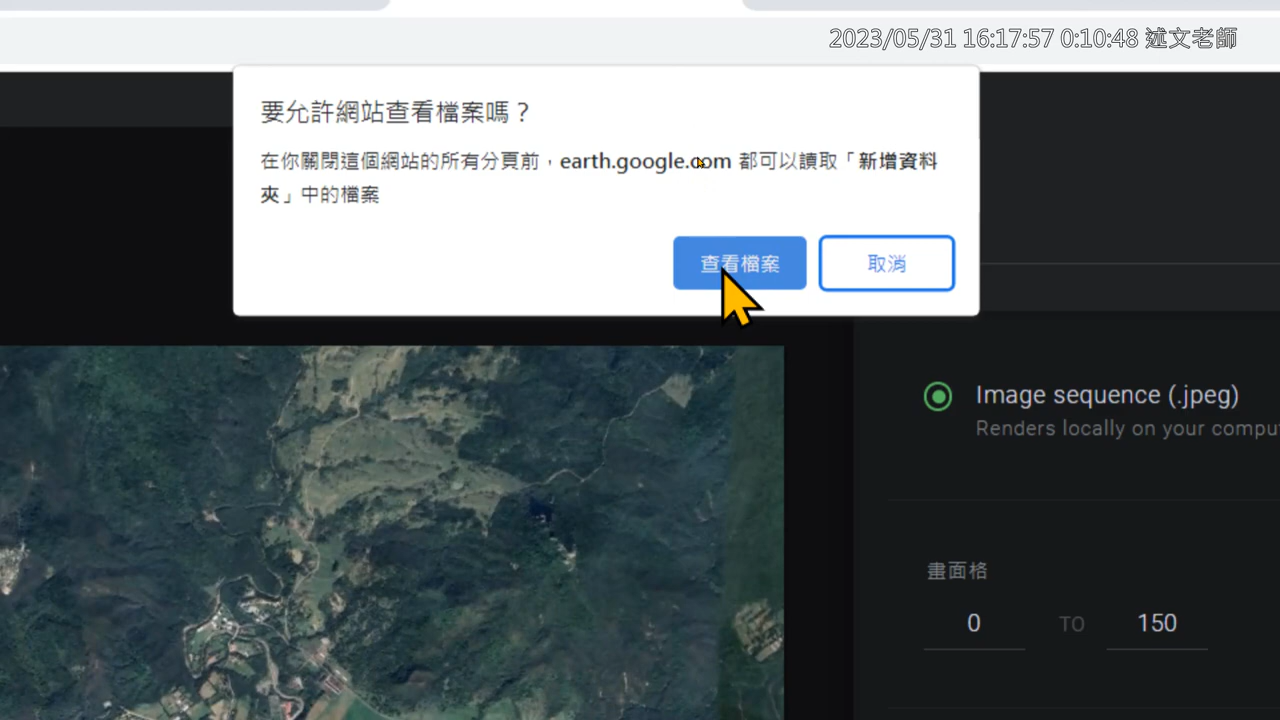 2023/05/31 16:17:57 0:10:48 述文老師
要允許網站查看檔案嗎？
在你關閉這個網站的所有分頁前，earth.google.com 都可以讀取「新增資料
夾」中的檔案
查看檔案
取消
Image sequence (.jpeg)
Renders locally on your compu
畫面格
0 TO 150